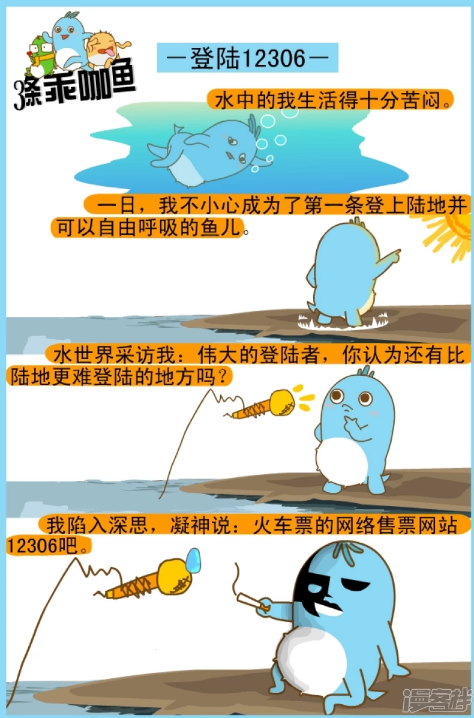 3条乖咖鱼
－登陆12306－
水中的我生活得十分苦闷。
一日，我不小心成为了第一条登上陆地并
可以自由呼吸的鱼儿。
水世界采访我：伟大的登陆者，你认为还有比
陆地更难登陆的地方吗？
我陷入深思，凝神说：火车票的网络售票网站
12306吧。
漫客栈